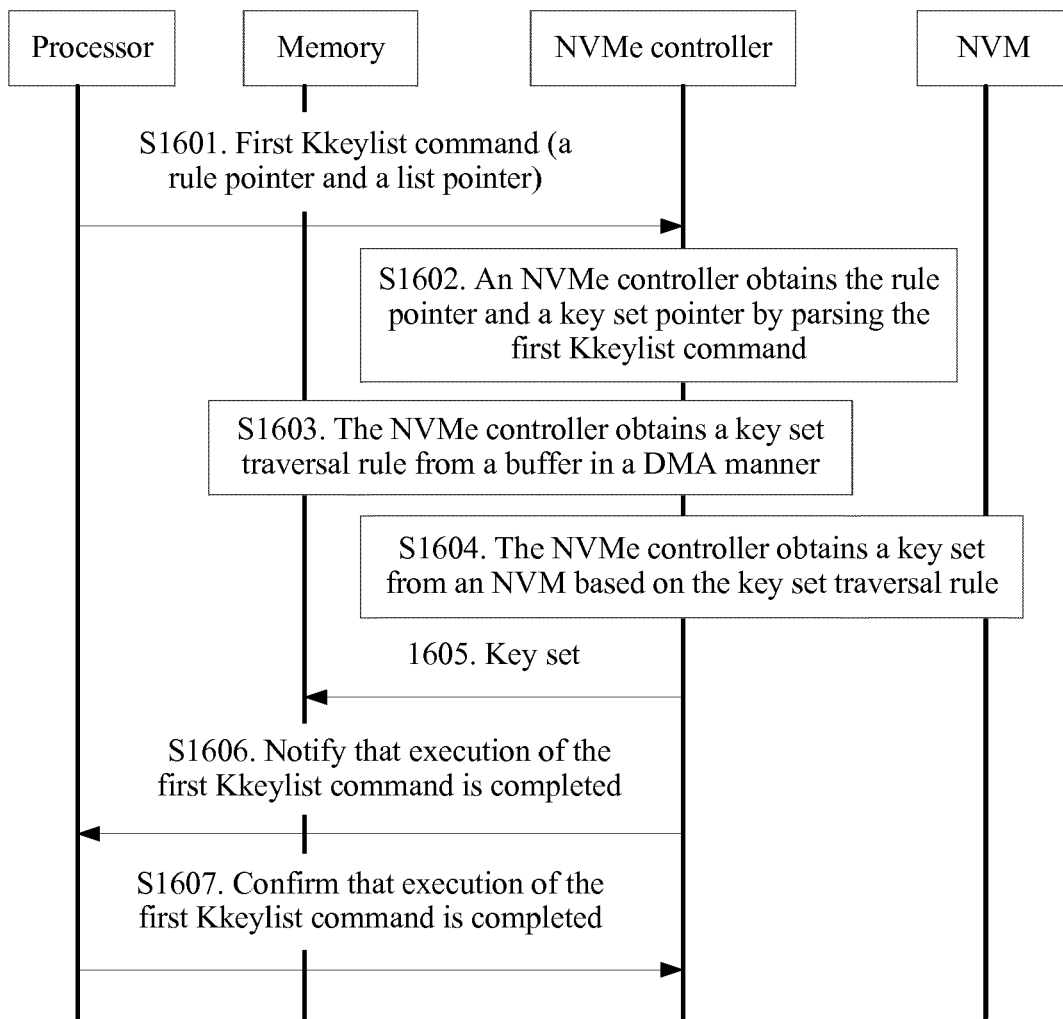 Processor
Memory
NVMe controller
NVM
S1601. First Kkeylist command (a
rule pointer and a list pointer)
S1602. An NVMe controller obtains the rule
pointer and a key set pointer by parsing the
first Kkeylist command
S1603. The NVMe controller obtains a key set
traversal rule from a buffer in a DMA manner
S1604. The NVMe controller obtains a key set
from an NVM based on the key set traversal rule
1605. Key set
S1606. Notify that execution of the
first Kkeylist command is completed
S1607. Confirm that execution of the
first Kkeylist command is completed